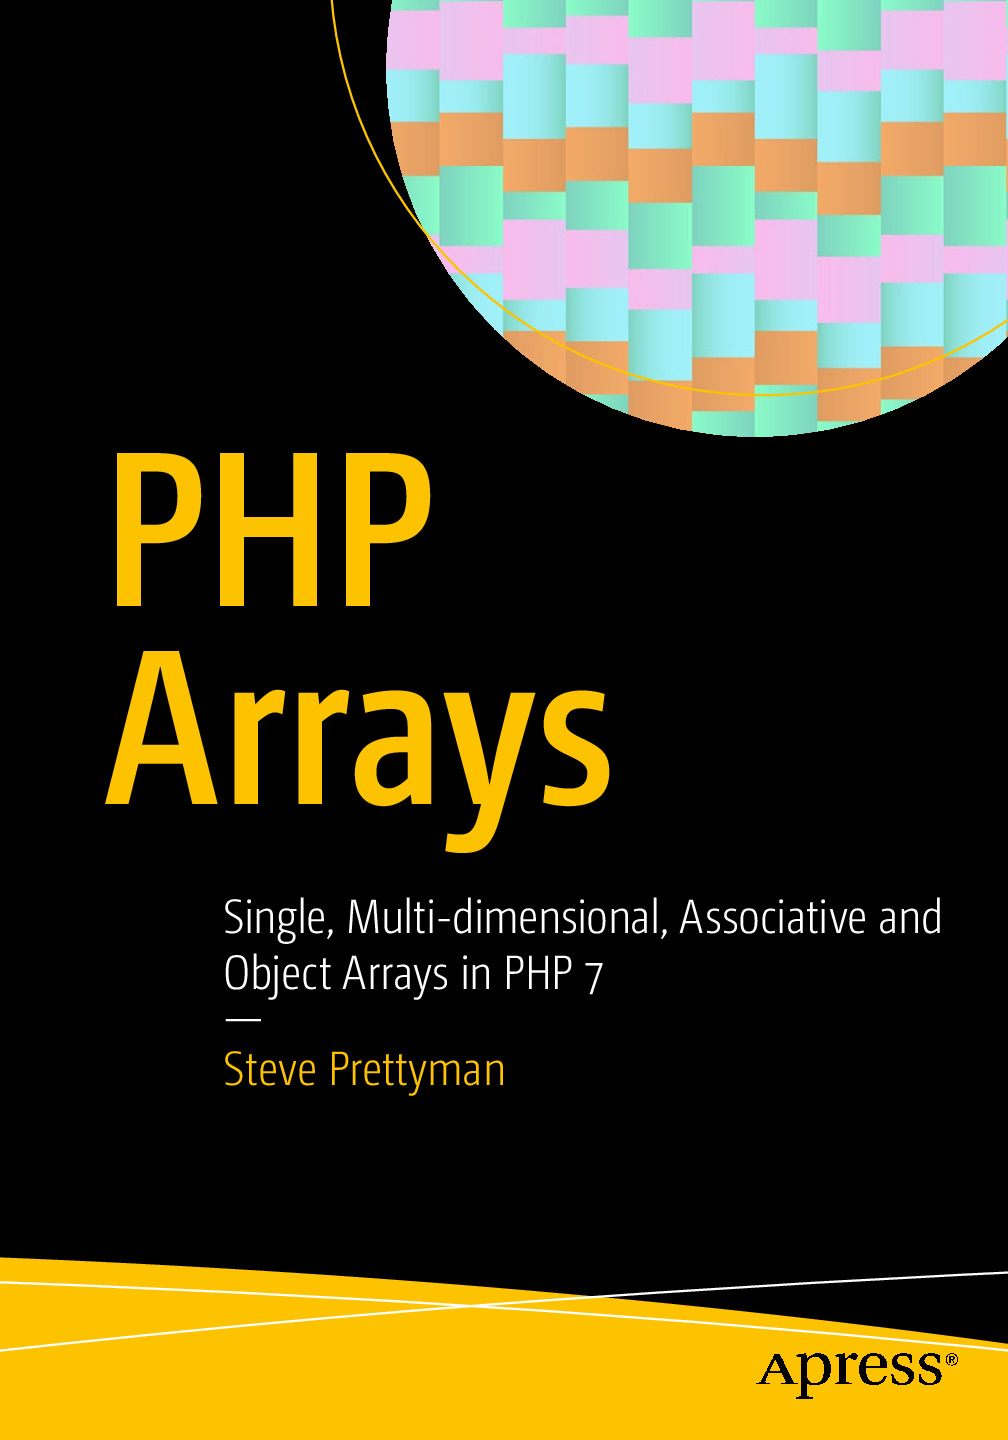 PHP
Arrays
Single, Multi-dimensional, Associative and
Object Arrays in PHP 7
Steve Prettyman
Apress®